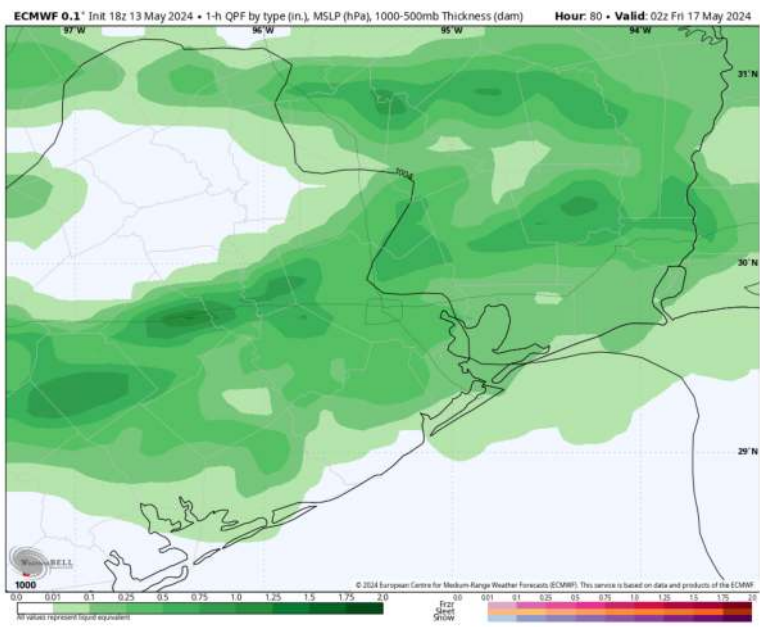 ECMWF 0.1° Init 18z 13 May 2024 • 1-h QPF by type (in.), MSLP (hPa), 1000-500mb Thickness (dam) Hour: 80 • Valid: 02z Fri 17 May 2024
97°W 96°W 95°W 94°W
31°N
1004
30°N
29°N
WeatherBELL
1000
© 2024 European Centre for Medium-Range Weather Forecasts (ECMWF). This service is based on data and products of the ECMWF
0.0 0.01 0.1 0.25 0.5 0.75 1.0 1.25 1.5 1.75 2.0
All values represent liquid equivalent
0.0 0.01 0.1 0.25 0.5 0.75 1.0 1.25 1.5 1.75 2.0
Frzr
Sleet
Snow